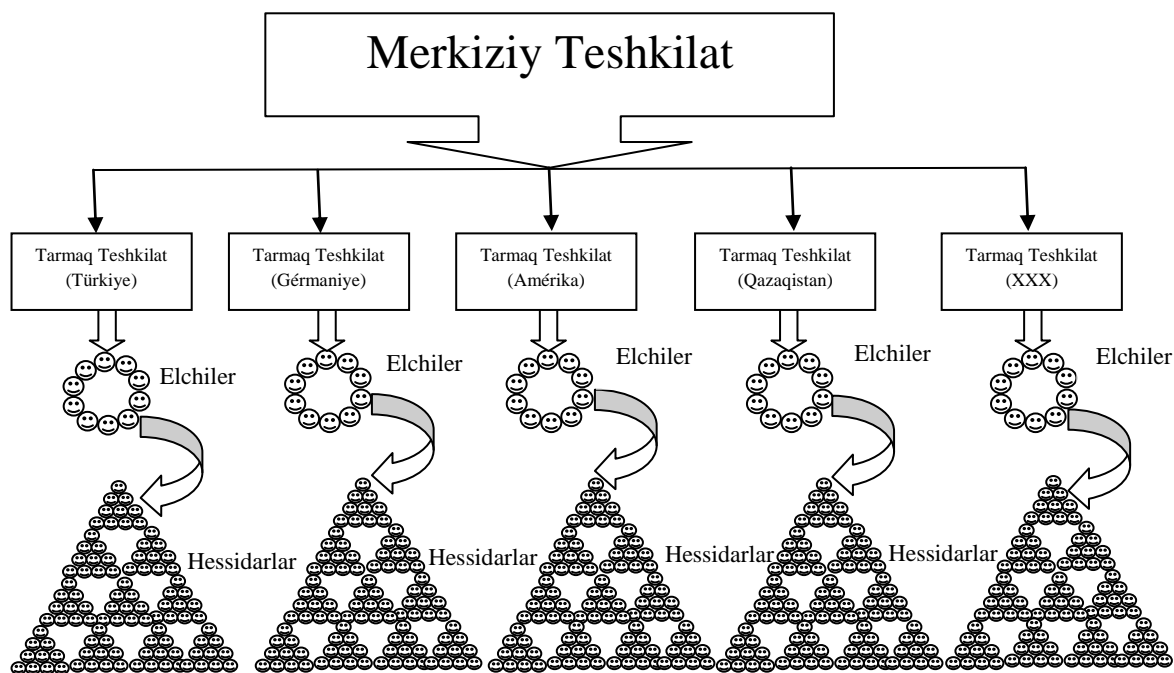 Merkiziy Teshkilat
Tarmaq Teshkilat
(Türkiye)
Tarmaq Teshkilat
(Gérmaniye)
Tarmaq Teshkilat
(Amérika)
Tarmaq Teshkilat
(Qazaqistan)
Tarmaq Teshkilat
(XXX)
Elchiler
Elchiler
Elchiler
Elchiler
Elchiler
Hessidarlar
Hessidarlar
Hessidarlar
Hessidarlar